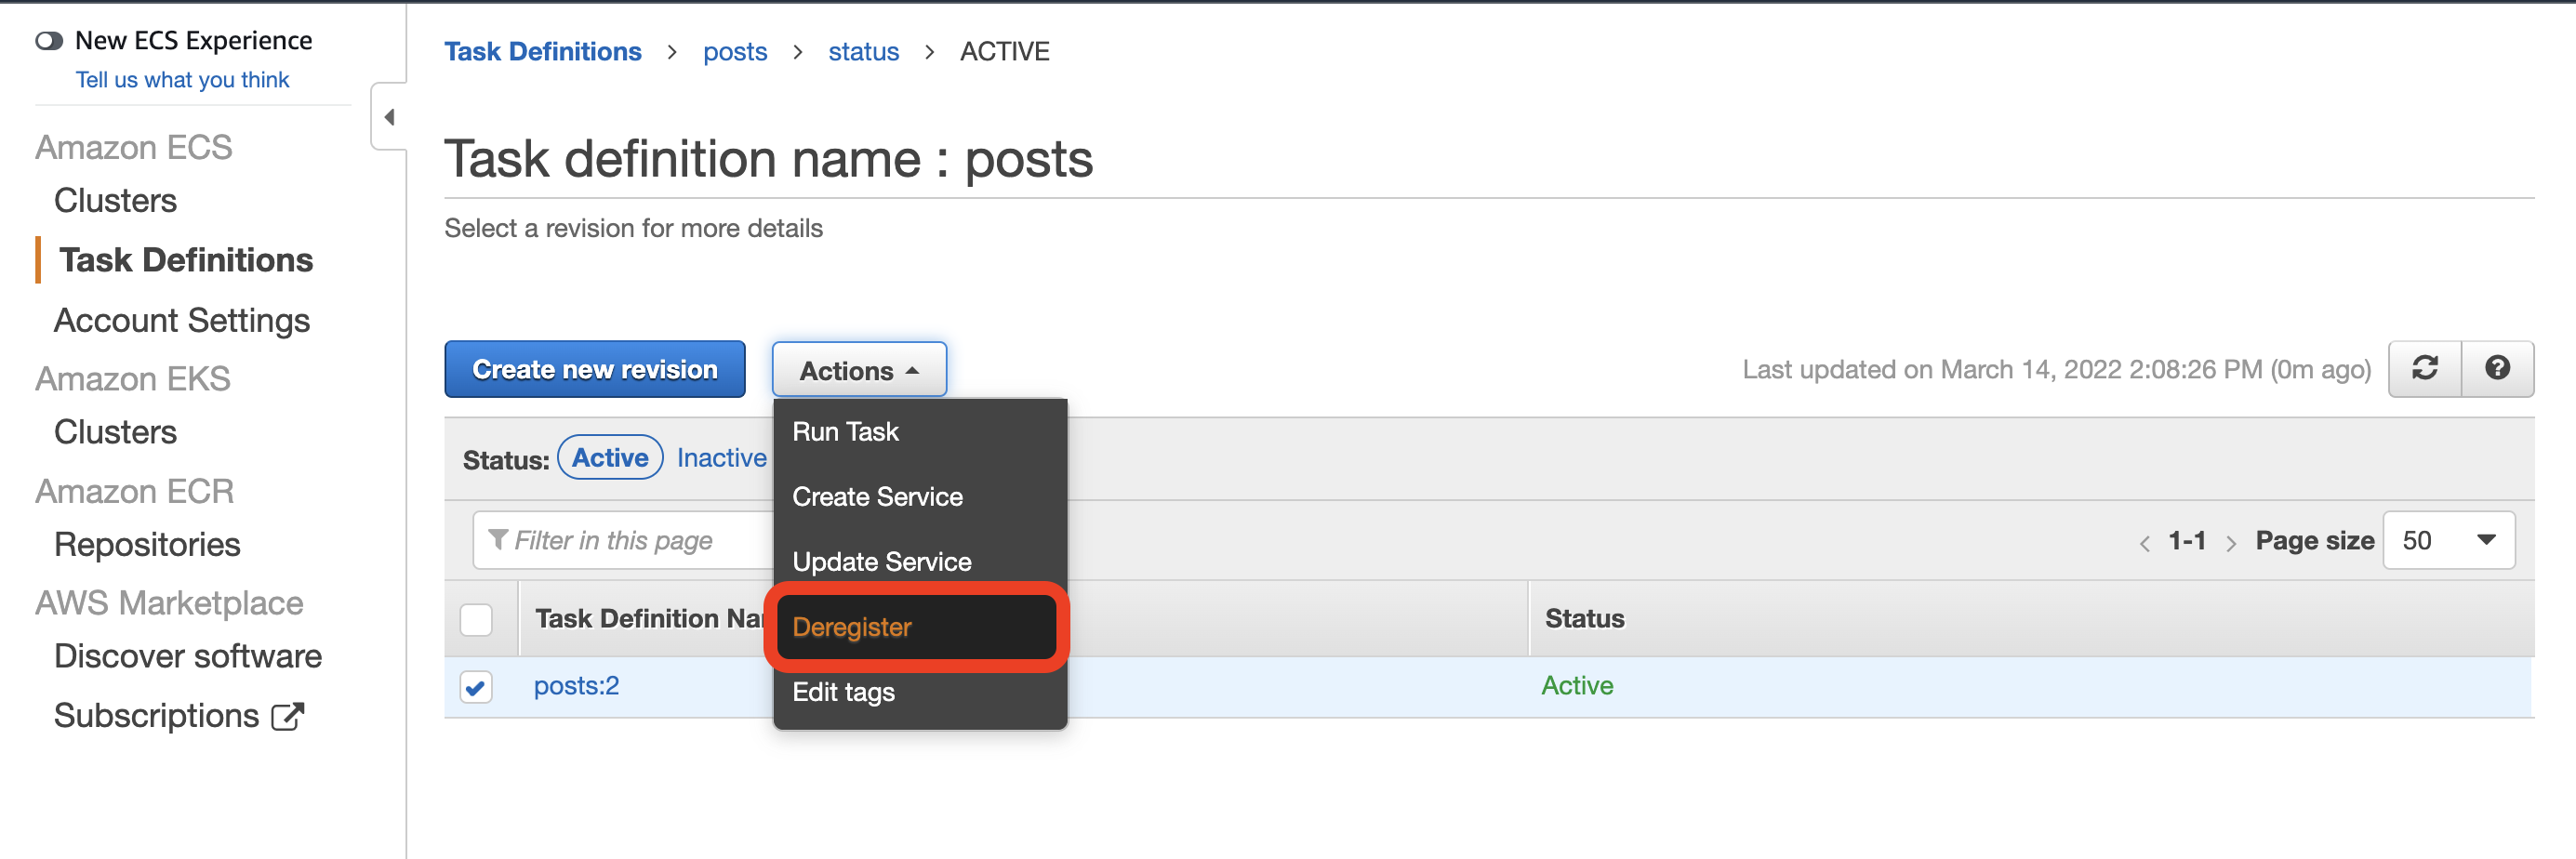 New ECS Experience
Tell us what you think
Amazon ECS
Clusters
Task Definitions
Account Settings
Amazon EKS
Clusters
Amazon ECR
Repositories
AWS Marketplace
Discover software
Subscriptions
Task Definitions > posts > status > ACTIVE
Task definition name : posts
Select a revision for more details
Create new revision Actions
Last updated on March 14, 2022 2:08:26 PM (0m ago)
Run Task
Create Service
Update Service
Deregister
Edit tags
Status: Active Inactive
Filter in this page
< 1-1 > Page size 50
Task Definition Status
posts:2 Active